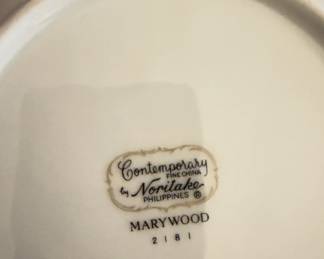 Contemporary
FINE CHINA
by Noritake
PHILIPPINES ®
MARYWOOD
2181